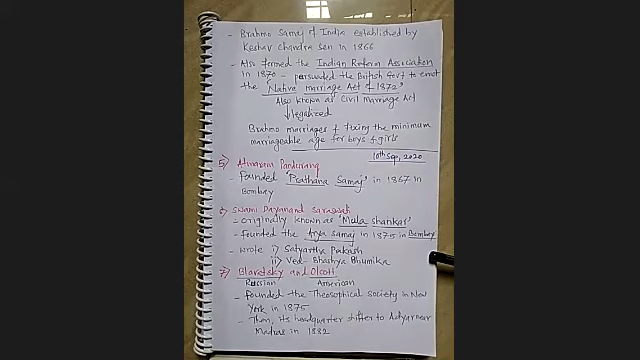 - Brahmo Samaj of India established by
Keshav Chandra Sen in 1866
- Also formed the Indian Reform Association
in 1870 - persuaded the British Govt to enact
the "Native marriage Act of 1872"
Also known as Civil Marriage Act
↓ legalized
Brahmo marriages & fixing the minimum
marriageable age for boys & girls
10th Sep, 2020
5) Atmaram Pandurang
- Founded 'Prathana Samaj' in 1867 in
Bombay
6) Swami Dayanand Saraswati
- Originally known as 'Mula Shankar'
- founded the Arya Samaj in 1875 in Bombay
- wrote i) Satyartha Prakash
ii) Ved - Bhashya Bhumika
7) Blavatsky and Olcott
Russian American
- Founded the Theosophical society in New
York in 1875
- Then, its headquarter shifter to Adyar near
Madras in 1882